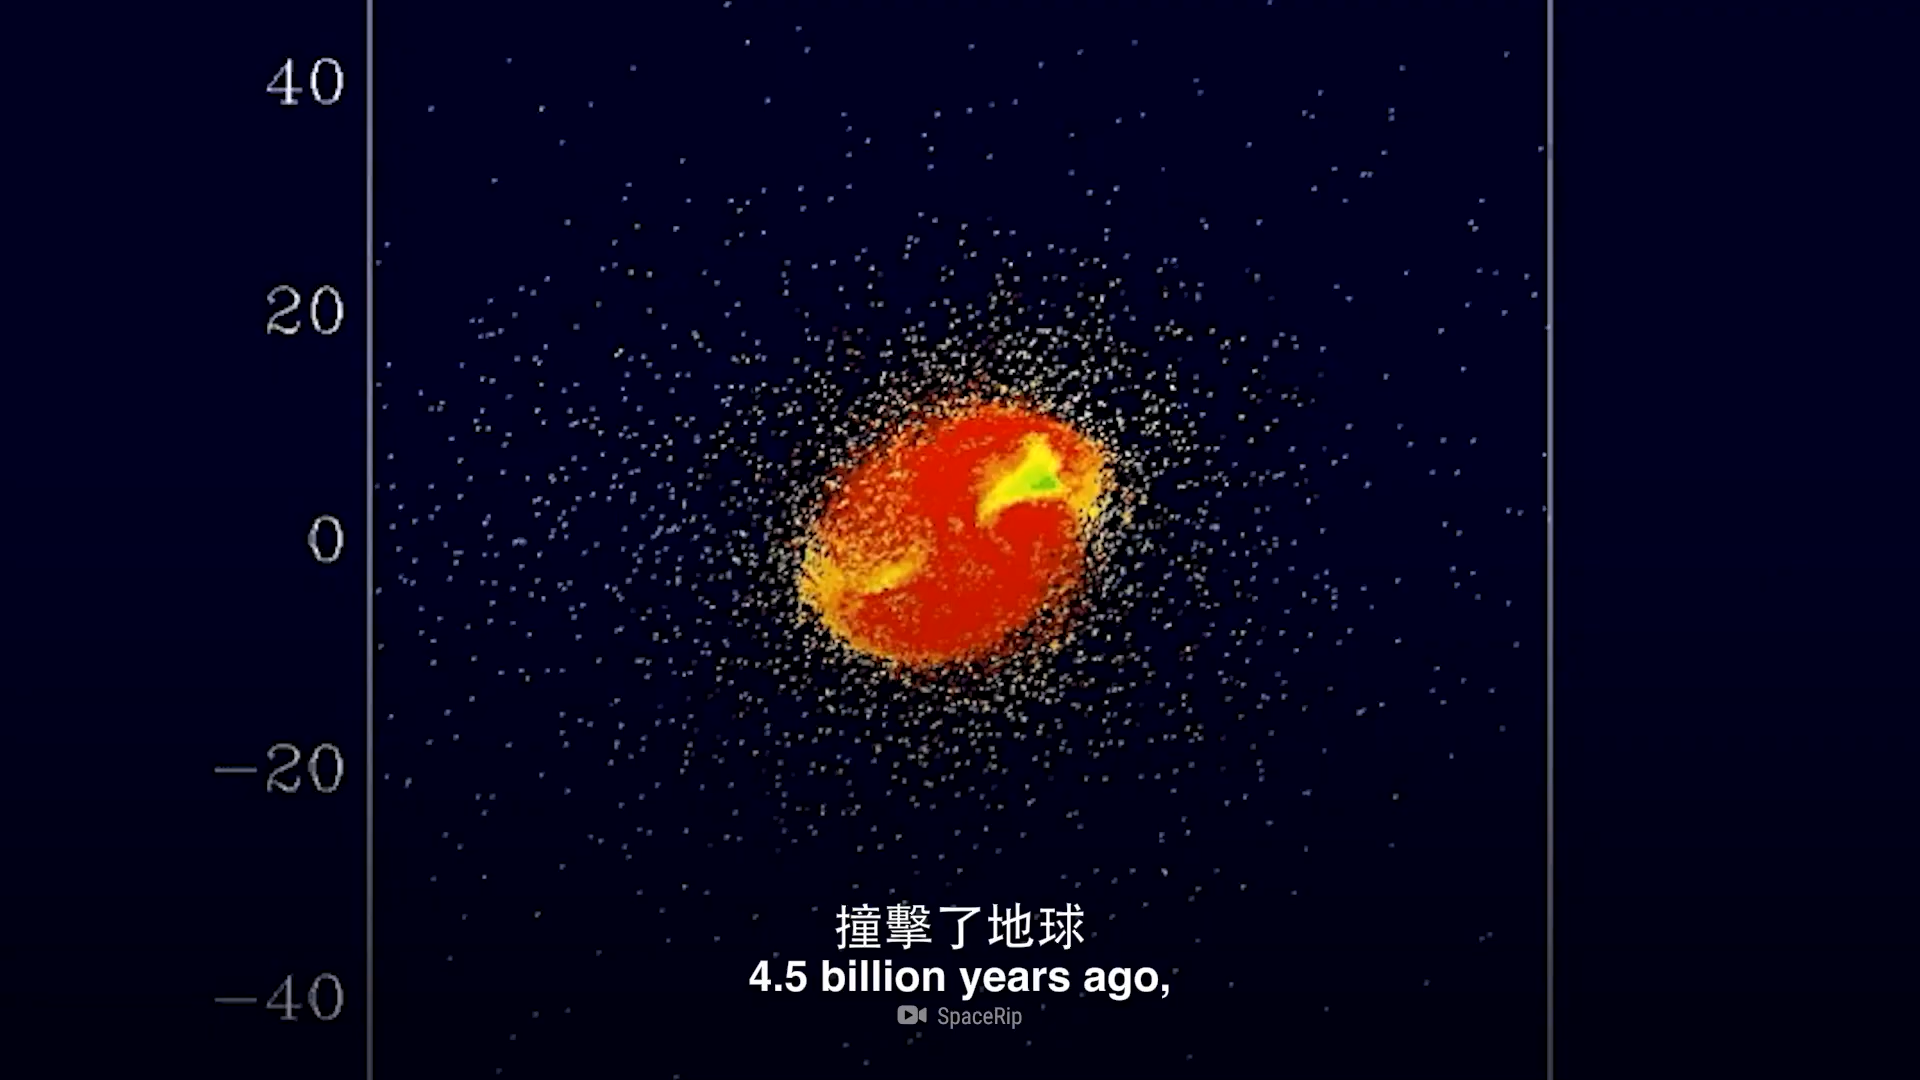 40
20
0
−20
−40
撞擊了地球
4.5 billion years ago,
SpaceRip